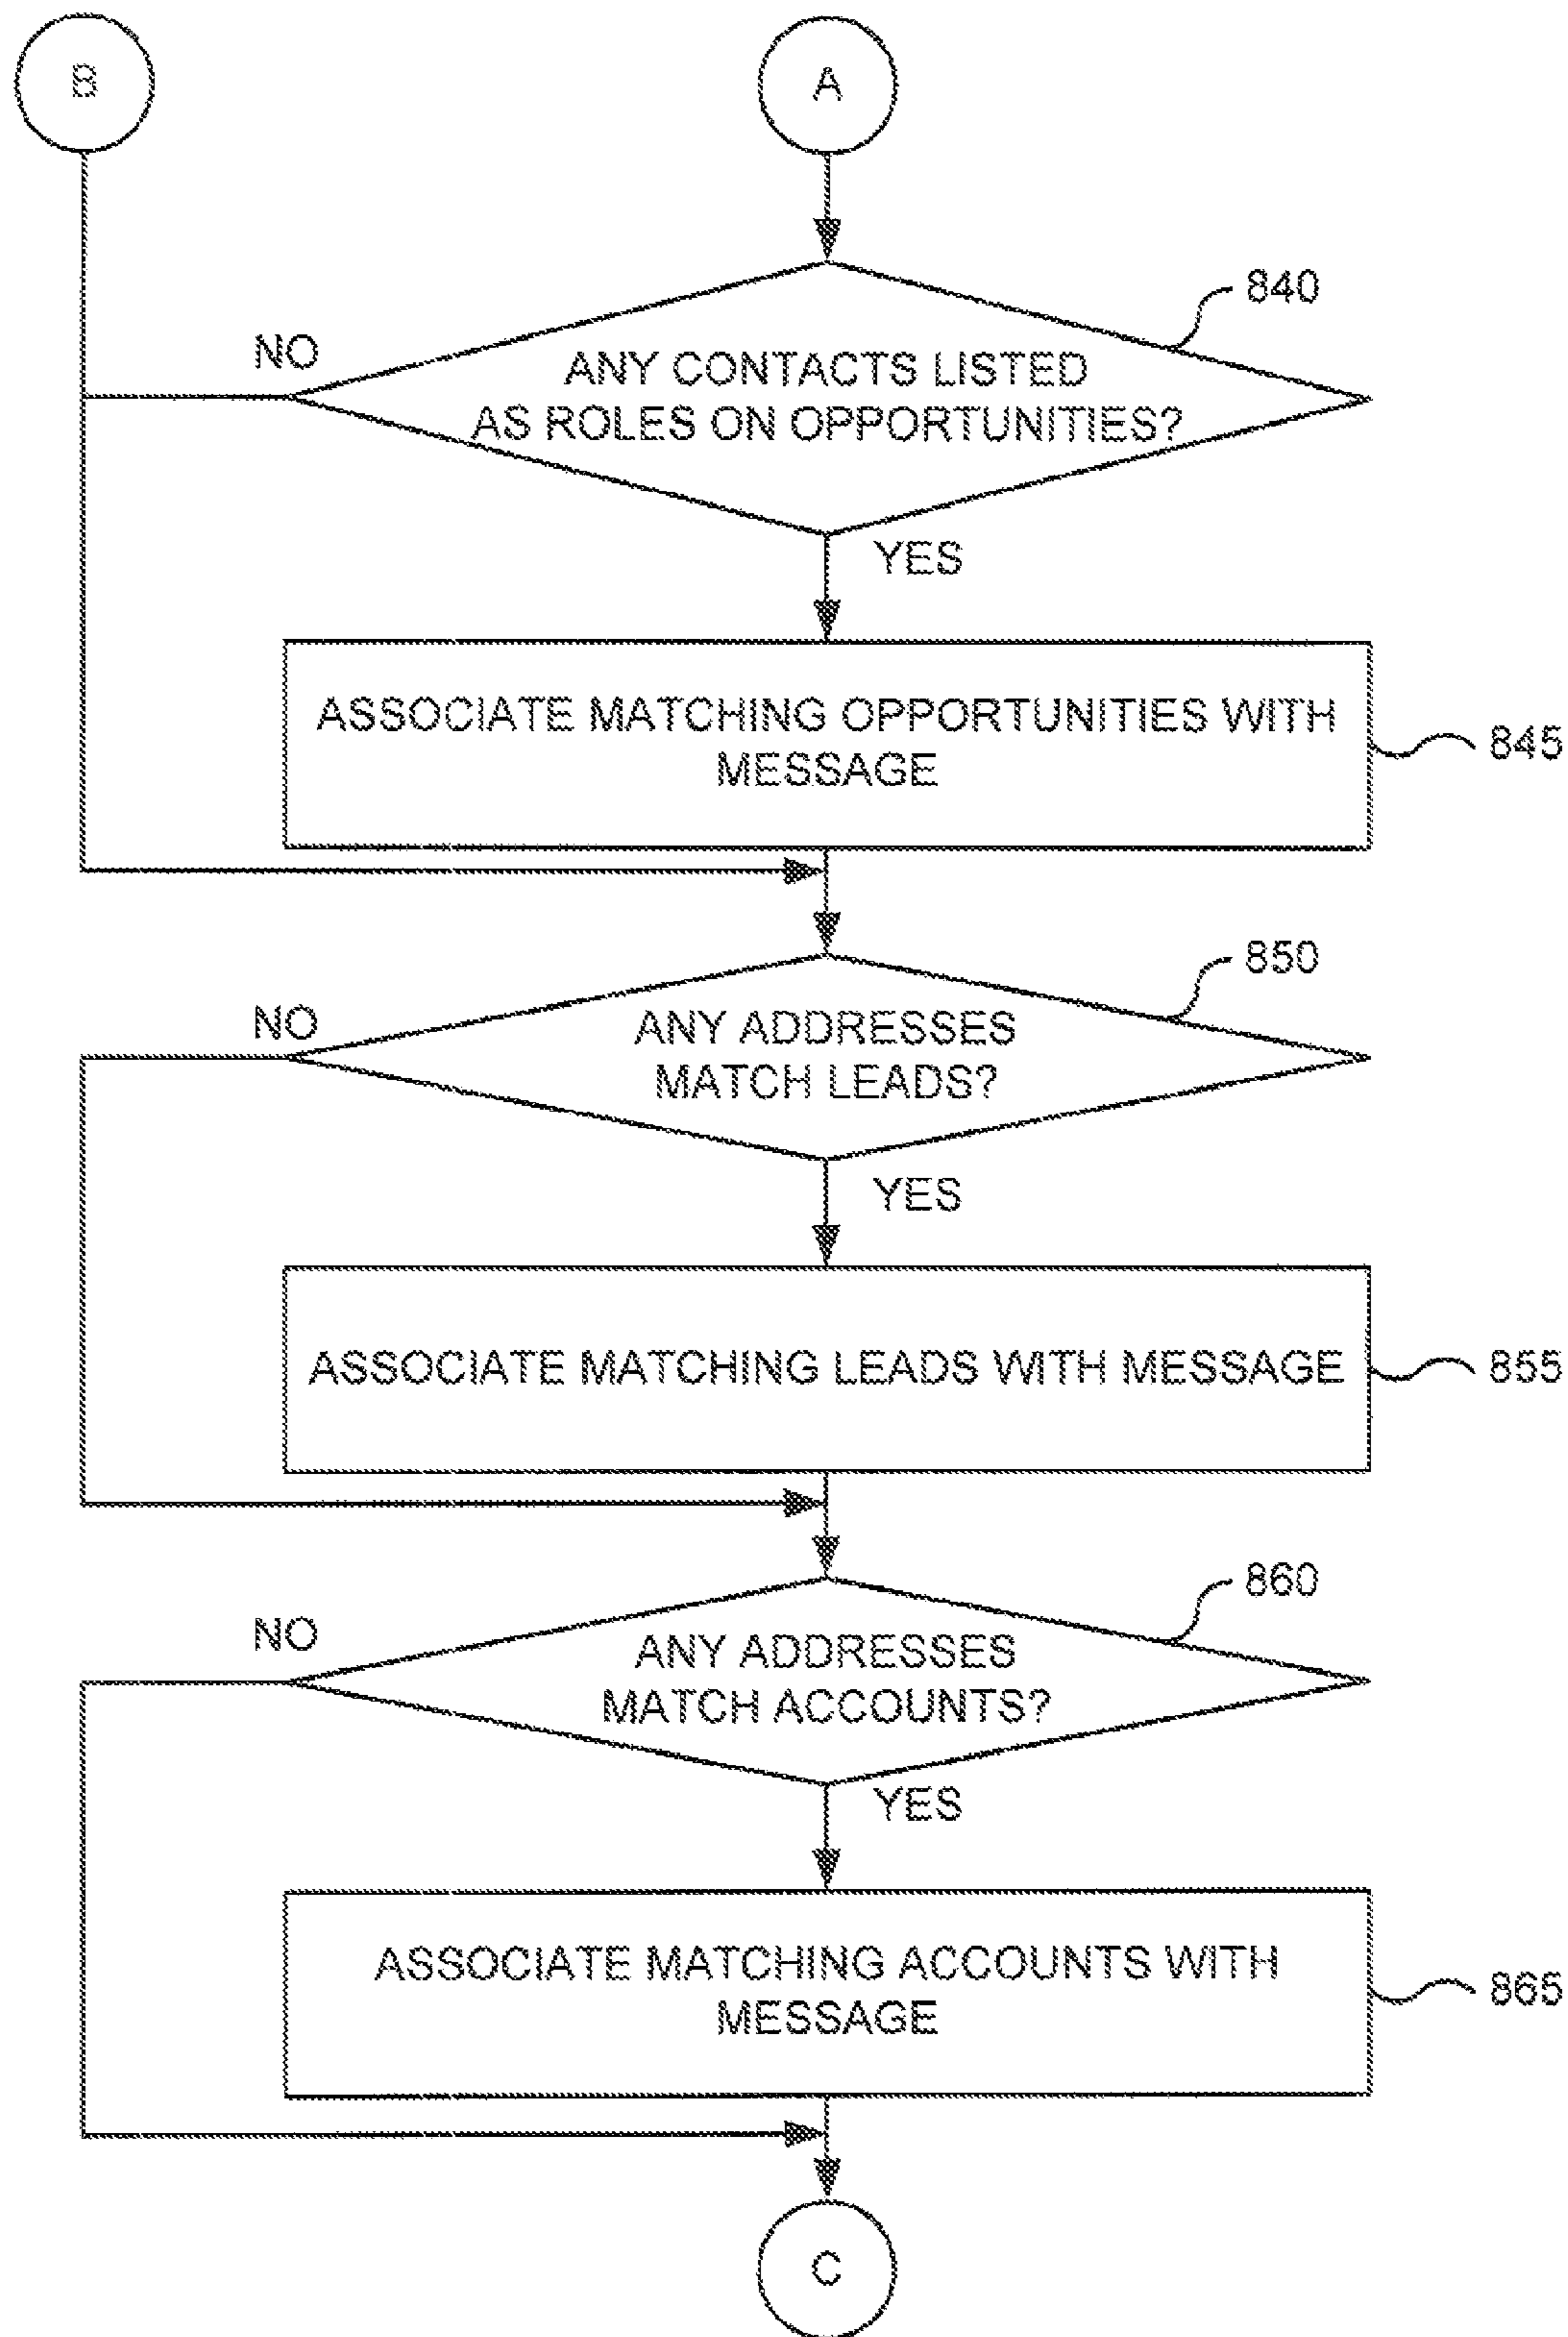 B
A
840
NO
ANY CONTACTS LISTED
AS ROLES ON OPPORTUNITIES?
YES
ASSOCIATE MATCHING OPPORTUNITIES WITH
MESSAGE
845
850
NO
ANY ADDRESSES
MATCH LEADS?
YES
ASSOCIATE MATCHING LEADS WITH MESSAGE
855
860
NO
ANY ADDRESSES
MATCH ACCOUNTS?
YES
ASSOCIATE MATCHING ACCOUNTS WITH
MESSAGE
865
C